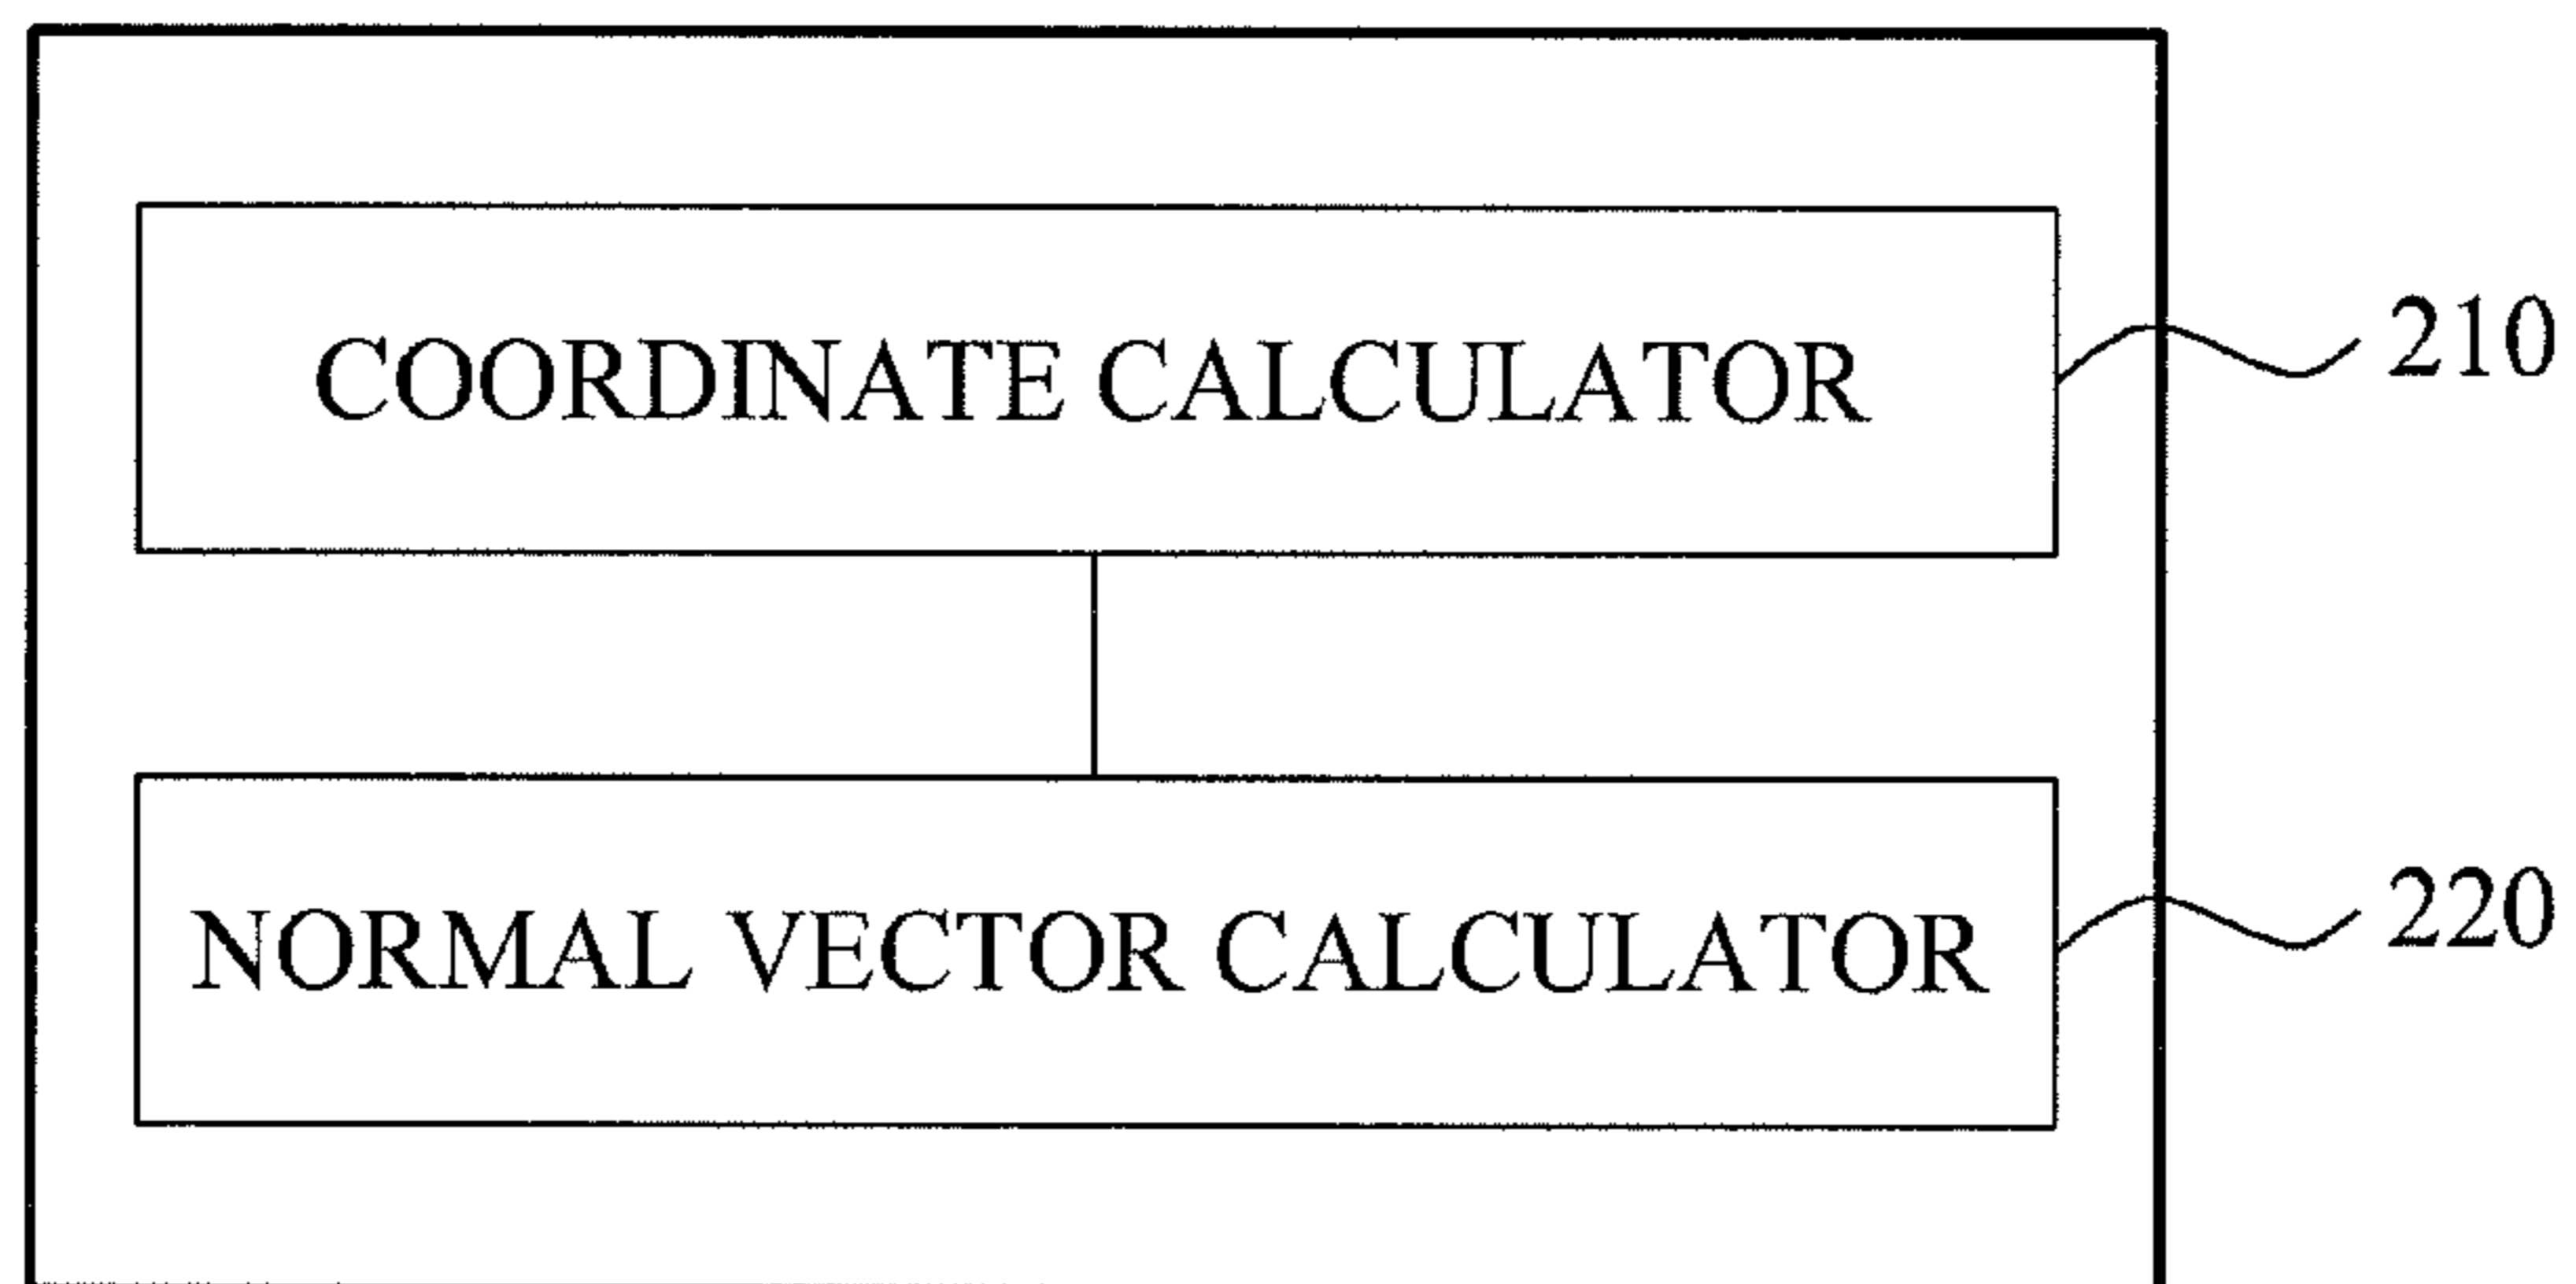 COORDINATE CALCULATOR
210
NORMAL VECTOR CALCULATOR
220